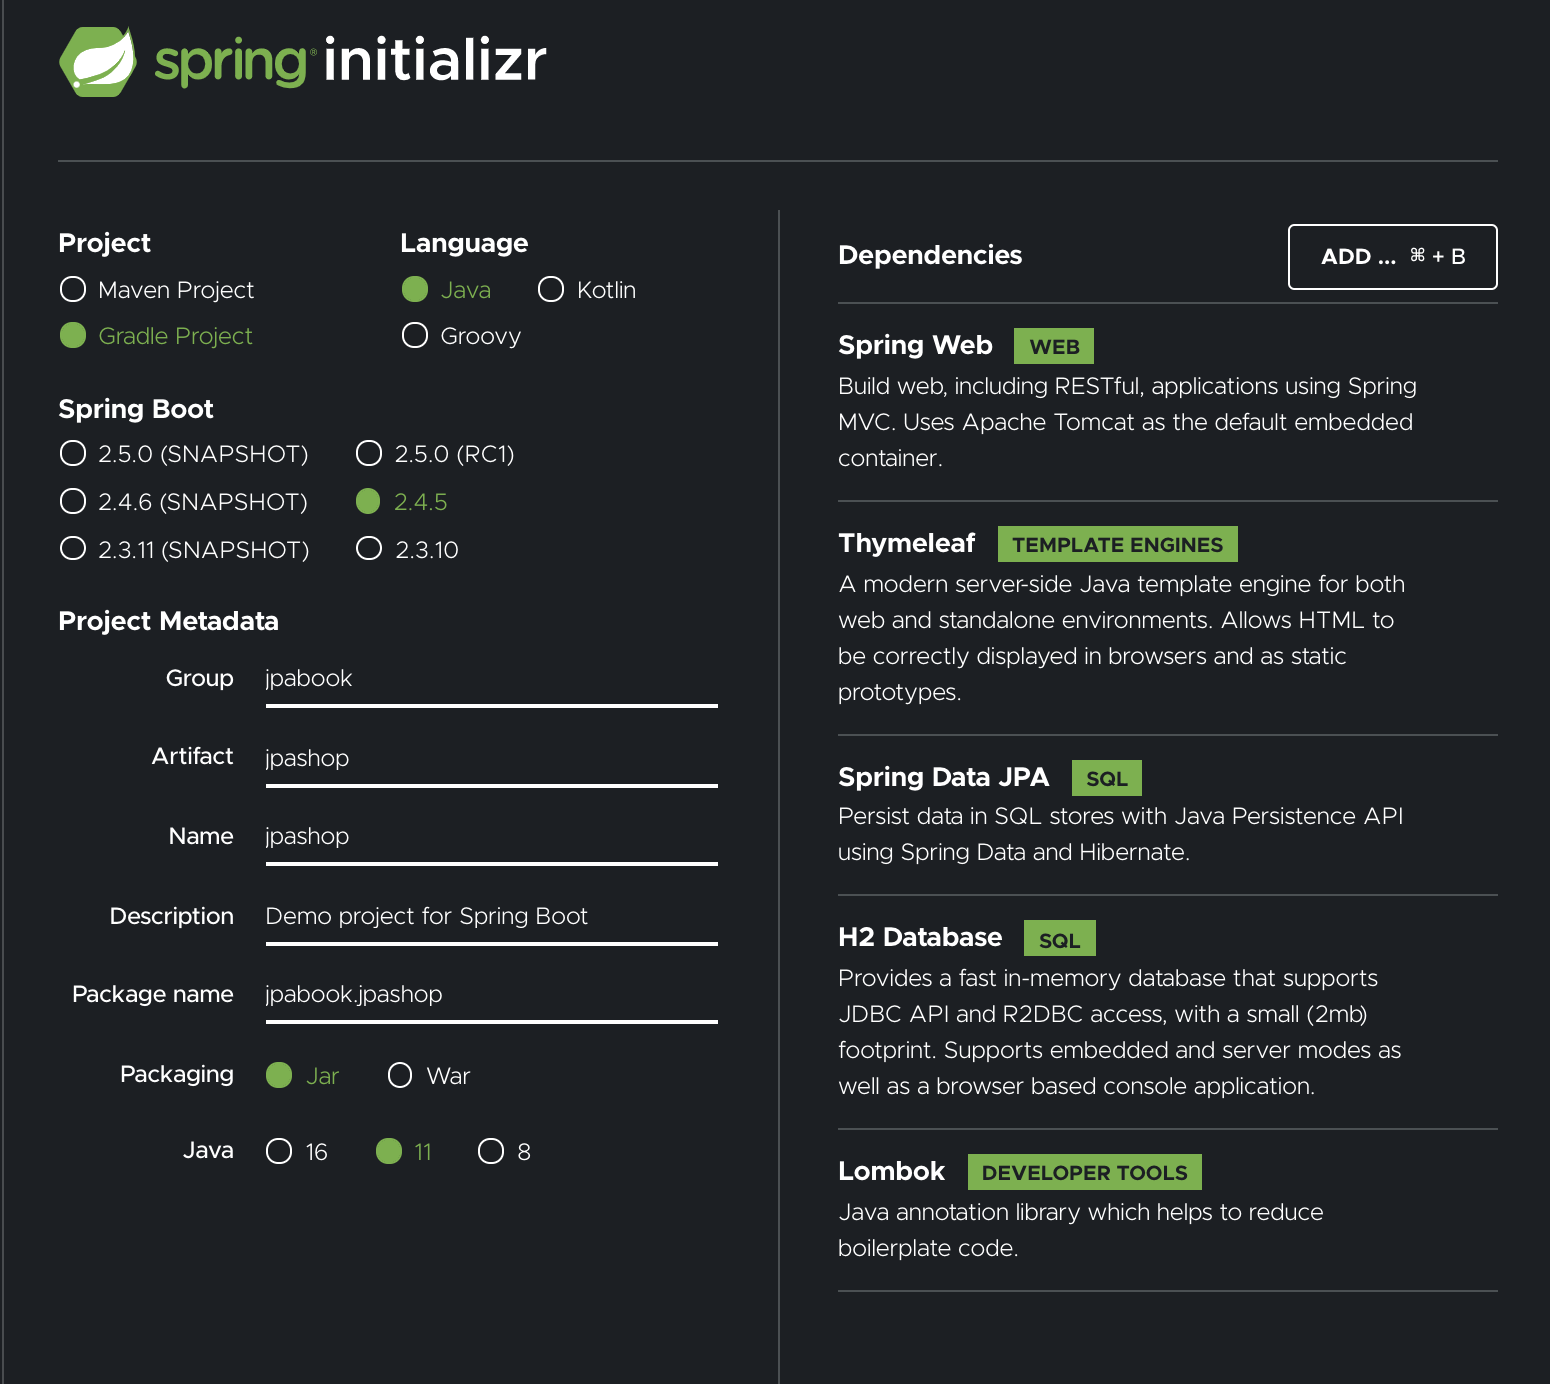 spring® initializr
Project
Maven Project
Gradle Project
Language
Java Kotlin
Groovy
Spring Boot
2.5.0 (SNAPSHOT) 2.5.0 (RC1)
2.4.6 (SNAPSHOT) 2.4.5
2.3.11 (SNAPSHOT) 2.3.10
Project Metadata
Group jpabook
Artifact jpashop
Name jpashop
Description Demo project for Spring Boot
Package name jpabook.jpashop
Packaging Jar War
Java 16 11 8
Dependencies ADD ... ⌘ + B
Spring Web WEB
Build web, including RESTful, applications using Spring
MVC. Uses Apache Tomcat as the default embedded
container.
Thymeleaf TEMPLATE ENGINES
A modern server-side Java template engine for both
web and standalone environments. Allows HTML to
be correctly displayed in browsers and as static
prototypes.
Spring Data JPA SQL
Persist data in SQL stores with Java Persistence API
using Spring Data and Hibernate.
H2 Database SQL
Provides a fast in-memory database that supports
JDBC API and R2DBC access, with a small (2mb)
footprint. Supports embedded and server modes as
well as a browser based console application.
Lombok DEVELOPER TOOLS
Java annotation library which helps to reduce
boilerplate code.